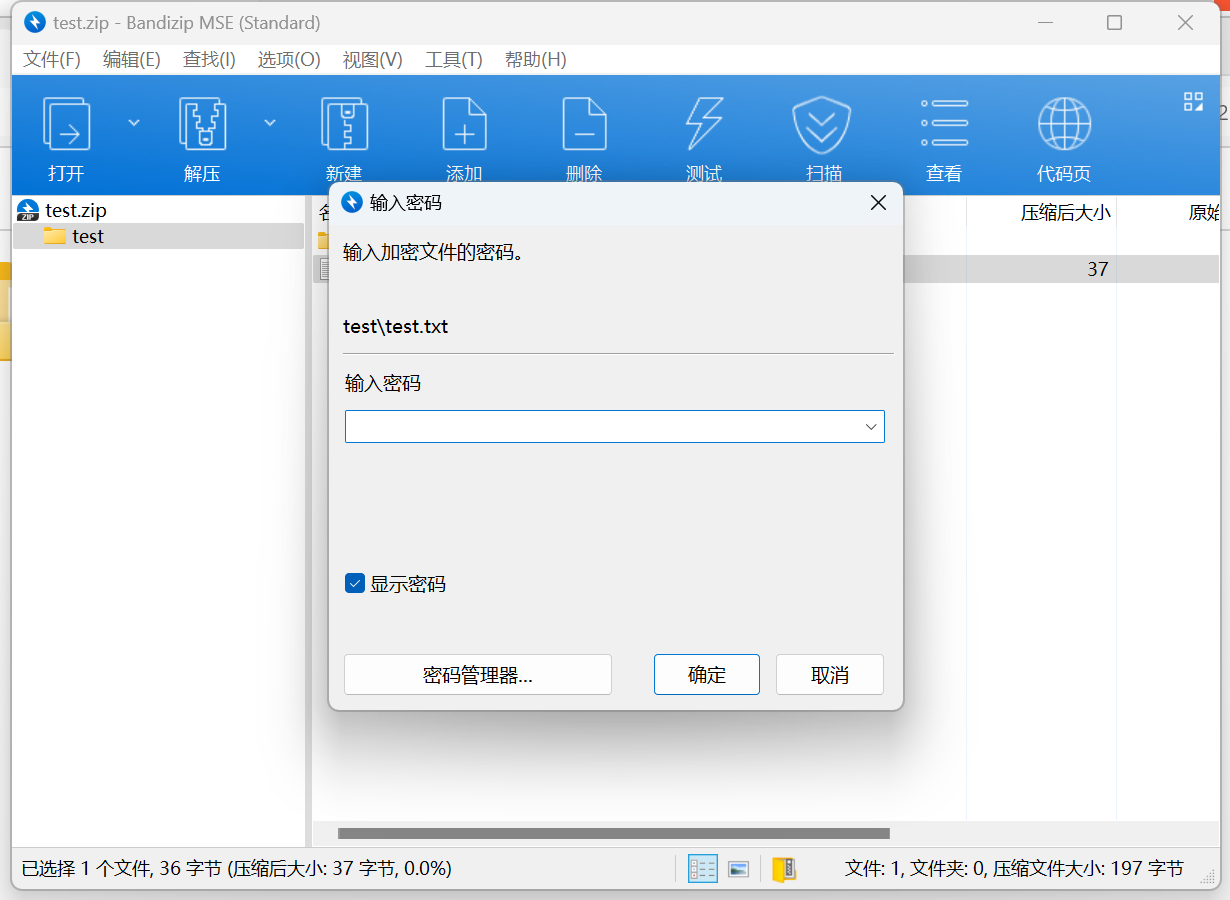 test.zip - Bandizip MSE (Standard)
文件(F) 编辑(E) 查找(I) 选项(O) 视图(V) 工具(T) 帮助(H)
打开 解压 新建 添加 删除 测试 扫描 查看 代码页
test.zip
test
压缩后大小 原始
37
输入密码
输入加密文件的密码。
test\test.txt
输入密码
显示密码
密码管理器... 确定 取消
已选择 1 个文件, 36 字节 (压缩后大小: 37 字节, 0.0%)
文件: 1, 文件夹: 0, 压缩文件大小: 197 字节